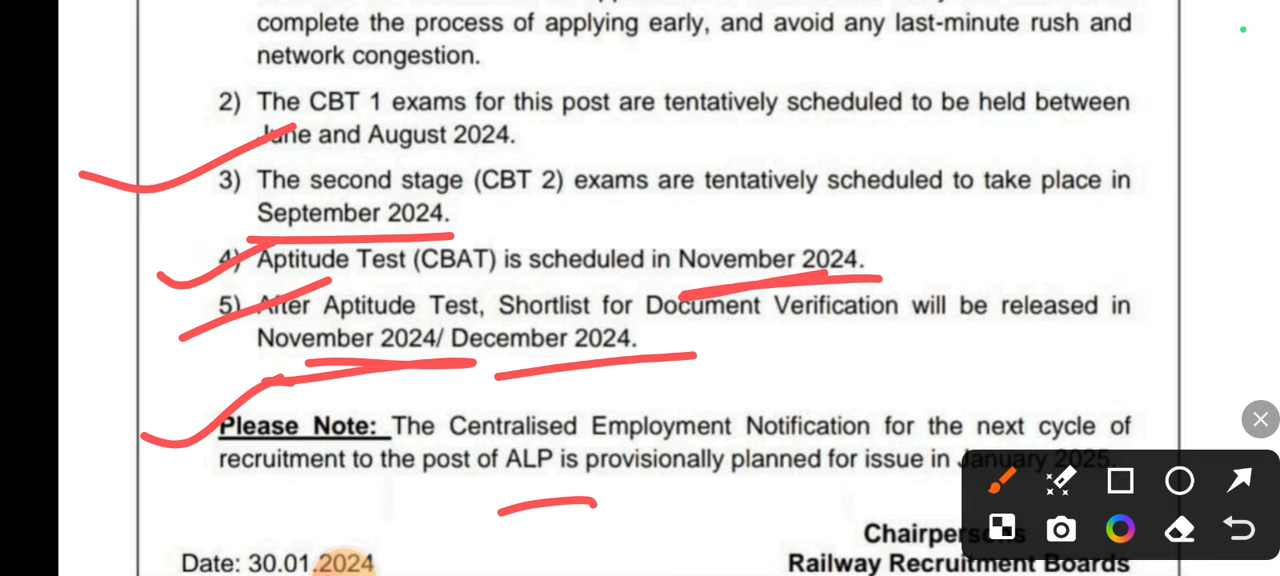 complete the process of applying early, and avoid any last-minute rush and
network congestion.
2) The CBT 1 exams for this post are tentatively scheduled to be held between
June and August 2024.
3) The second stage (CBT 2) exams are tentatively scheduled to take place in
September 2024.
4) Aptitude Test (CBAT) is scheduled in November 2024.
5) After Aptitude Test, Shortlist for Document Verification will be released in
November 2024/ December 2024.
Please Note: The Centralised Employment Notification for the next cycle of
recruitment to the post of ALP is provisionally planned for issue in January 2025.
Chairpersons
Date: 30.01.2024
Railway Recruitment Boards